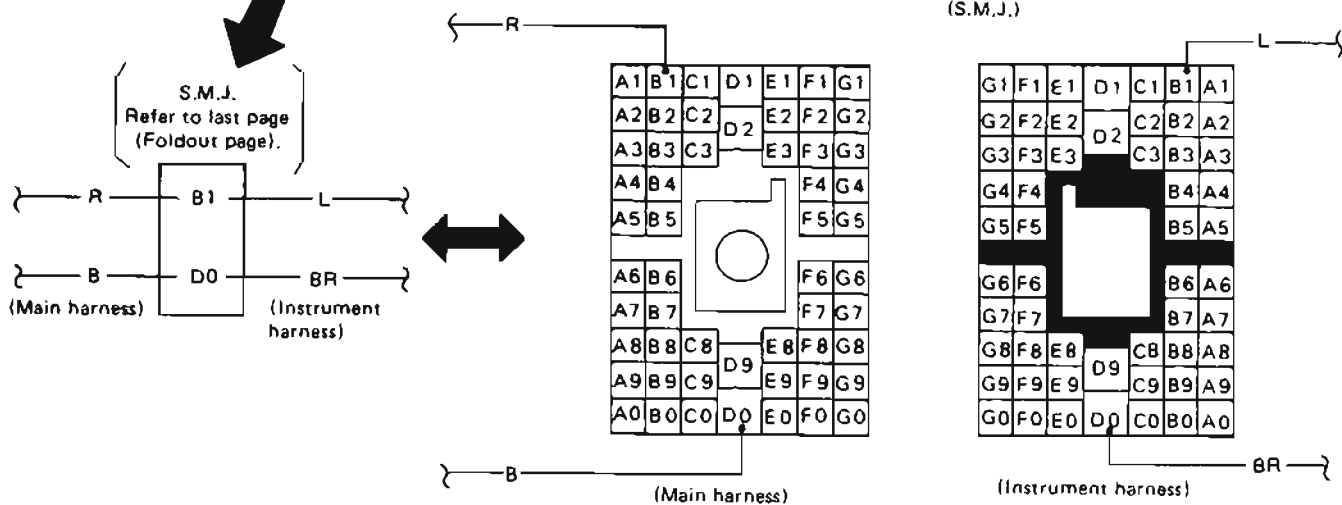 S.M.J.
Refer to last page
(Foldout page).
R B1 L
B D0 BR
(Main harness)
(Instrument
harness)
R
A1 B1 C1 D1 E1 F1 G1
A2 B2 C2 D2 E2 F2 G2
A3 B3 C3 E3 F3 G3
A4 B4 F4 G4
A5 B5 F5 G5
A6 B6 F6 G6
A7 B7 F7 G7
A8 B8 C8 E8 F8 G8
D9
A9 B9 C9 E9 F9 G9
A0 B0 C0 D0 E0 F0 G0
B
(Main harness)
(S.M.J.)
L
G1 F1 E1 D1 C1 B1 A1
G2 F2 E2 D2 C2 B2 A2
G3 F3 E3 C3 B3 A3
G4 F4 B4 A4
G5 F5 B5 A5
G6 F6 B6 A6
G7 F7 B7 A7
G8 F8 E8 C8 B8 A8
D9
G9 F9 E9 C9 B9 A9
G0 F0 E0 D0 C0 B0 A0
BR
(Instrument harness)